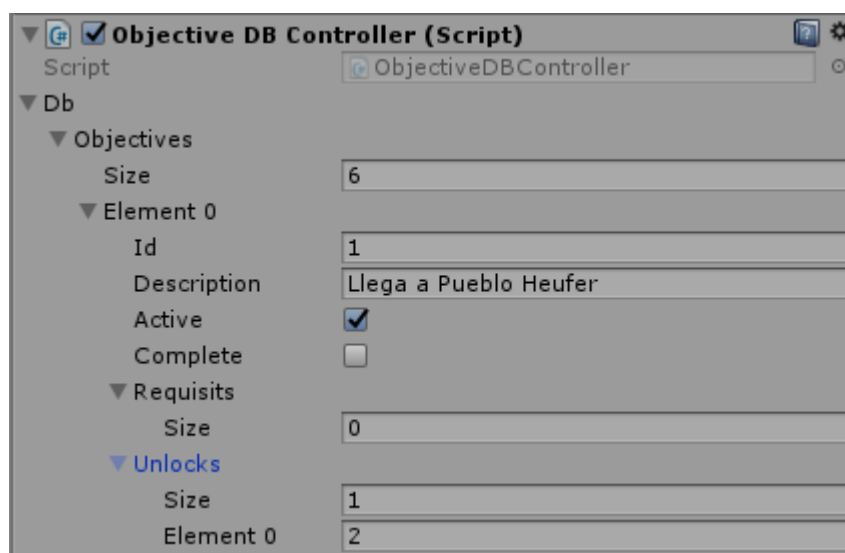 Objective DB Controller (Script)
Script ObjectiveDBController
Db
Objectives
Size 6
Element 0
Id 1
Description Llega a Pueblo Heufer
Active
Complete
Requisits
Size 0
Unlocks
Size 1
Element 0 2